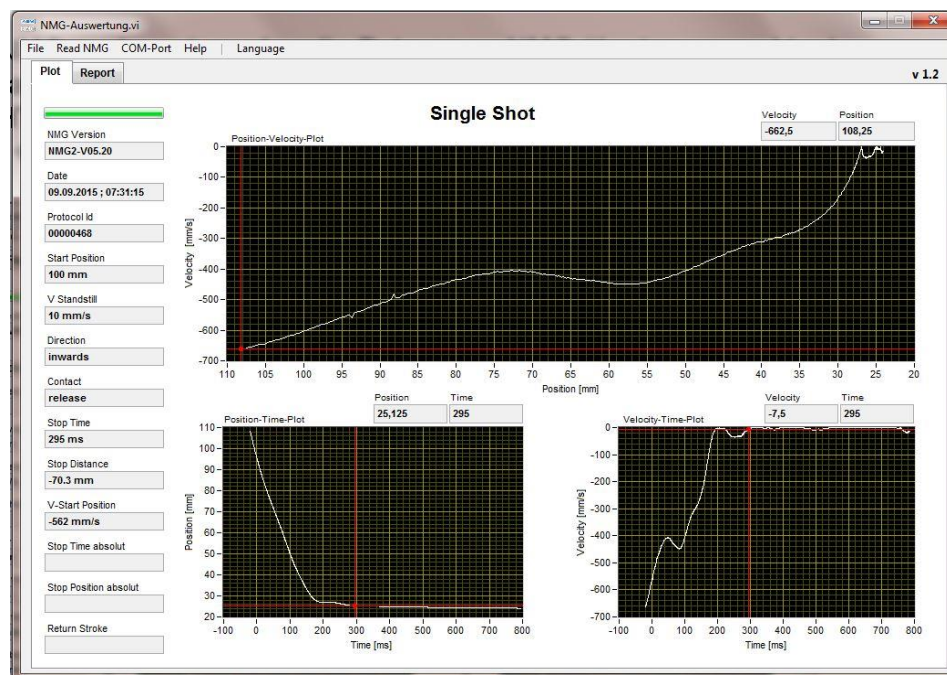 NMG-Auswertung.vi
File Read NMG COM-Port Help | Language
Plot Report v 1.2
Single Shot
NMG Version
NMG2-V05.20
Date
09.09.2015 ; 07:31:15
Protocol Id
00000468
Start Position
100 mm
V Standstill
10 mm/s
Direction
inwards
Contact
release
Stop Time
295 ms
Stop Distance
-70.3 mm
V-Start Position
-562 mm/s
Stop Time absolut
Stop Position absolut
Return Stroke
Velocity Position
-662,5 108,25
Position-Velocity-Plot
Velocity [mm/s]
0
-100
-200
-300
-400
-500
-600
-700
110 105 100 95 90 85 80 75 70 65 60 55 50 45 40 35 30 25 20
Position [mm]
Position Time
25,125 295
Position-Time-Plot
Position [mm]
110
100
90
80
70
60
50
40
30
20
-100 0 100 200 300 400 500 600 700 800
Time [ms]
Velocity Time
-7,5 295
Velocity-Time-Plot
Velocity [mm/s]
0
-100
-200
-300
-400
-500
-600
-700
-100 0 100 200 300 400 500 600 700 800
Time [ms]